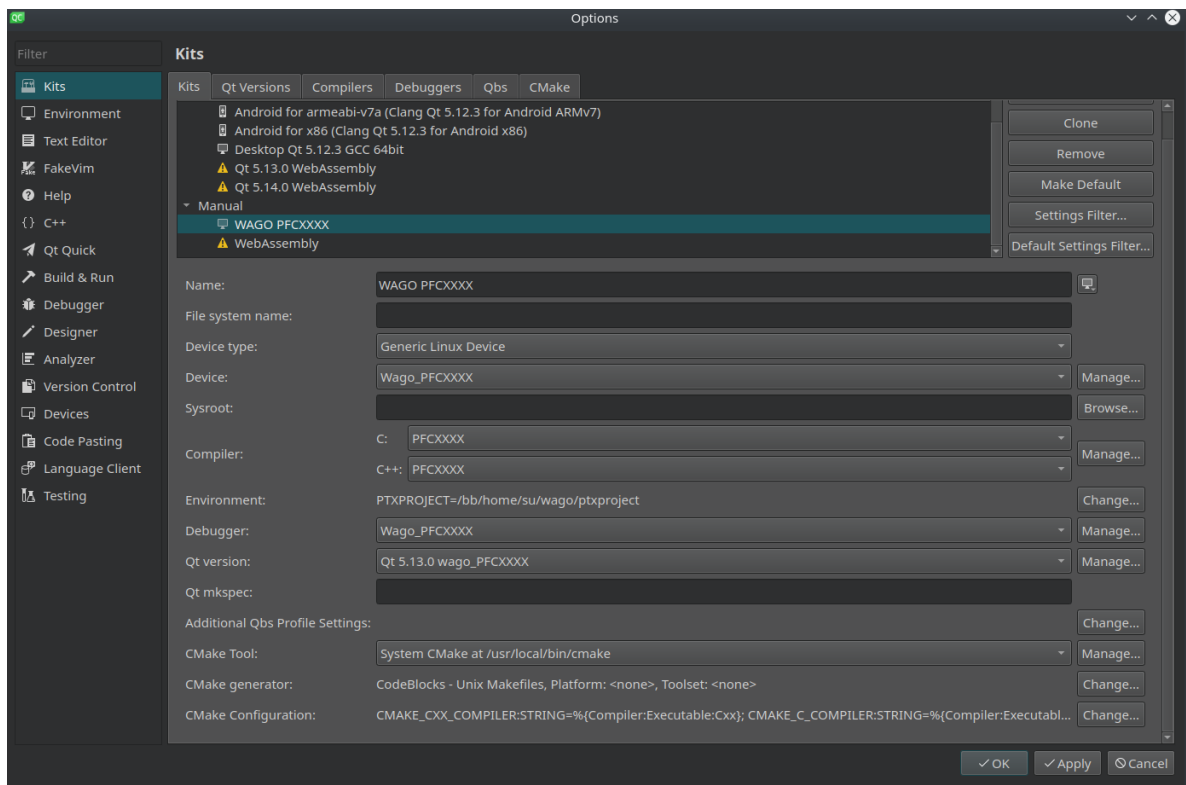 QC Options
Filter
Kits
Environment
Text Editor
FakeVim
Help
C++
Qt Quick
Build & Run
Debugger
Designer
Analyzer
Version Control
Devices
Code Pasting
Language Client
Testing
Kits
Kits Qt Versions Compilers Debuggers Qbs CMake
Android for armeabi-v7a (Clang Qt 5.12.3 for Android ARMv7)
Android for x86 (Clang Qt 5.12.3 for Android x86)
Desktop Qt 5.12.3 GCC 64bit
Qt 5.13.0 WebAssembly
Qt 5.14.0 WebAssembly
Manual
WAGO PFCXXXX
WebAssembly
Clone
Remove
Make Default
Settings Filter...
Default Settings Filter...
Name: WAGO PFCXXXX
File system name:
Device type: Generic Linux Device
Device: Wago_PFCXXXX Manage...
Sysroot: Browse...
Compiler: C: PFCXXXX Manage...
C++: PFCXXXX
Environment: PTXPROJECT=/bb/home/su/wago/ptxproject Change...
Debugger: Wago_PFCXXXX Manage...
Qt version: Qt 5.13.0 wago_PFCXXXX Manage...
Qt mkspec:
Additional Qbs Profile Settings: Change...
CMake Tool: System CMake at /usr/local/bin/cmake Manage...
CMake generator: CodeBlocks - Unix Makefiles, Platform: <none>, Toolset: <none> Change...
CMake Configuration: CMAKE_CXX_COMPILER:STRING=%{Compiler:Executable:Cxx}; CMAKE_C_COMPILER:STRING=%{Compiler:Executabl... Change...
OK Apply Cancel